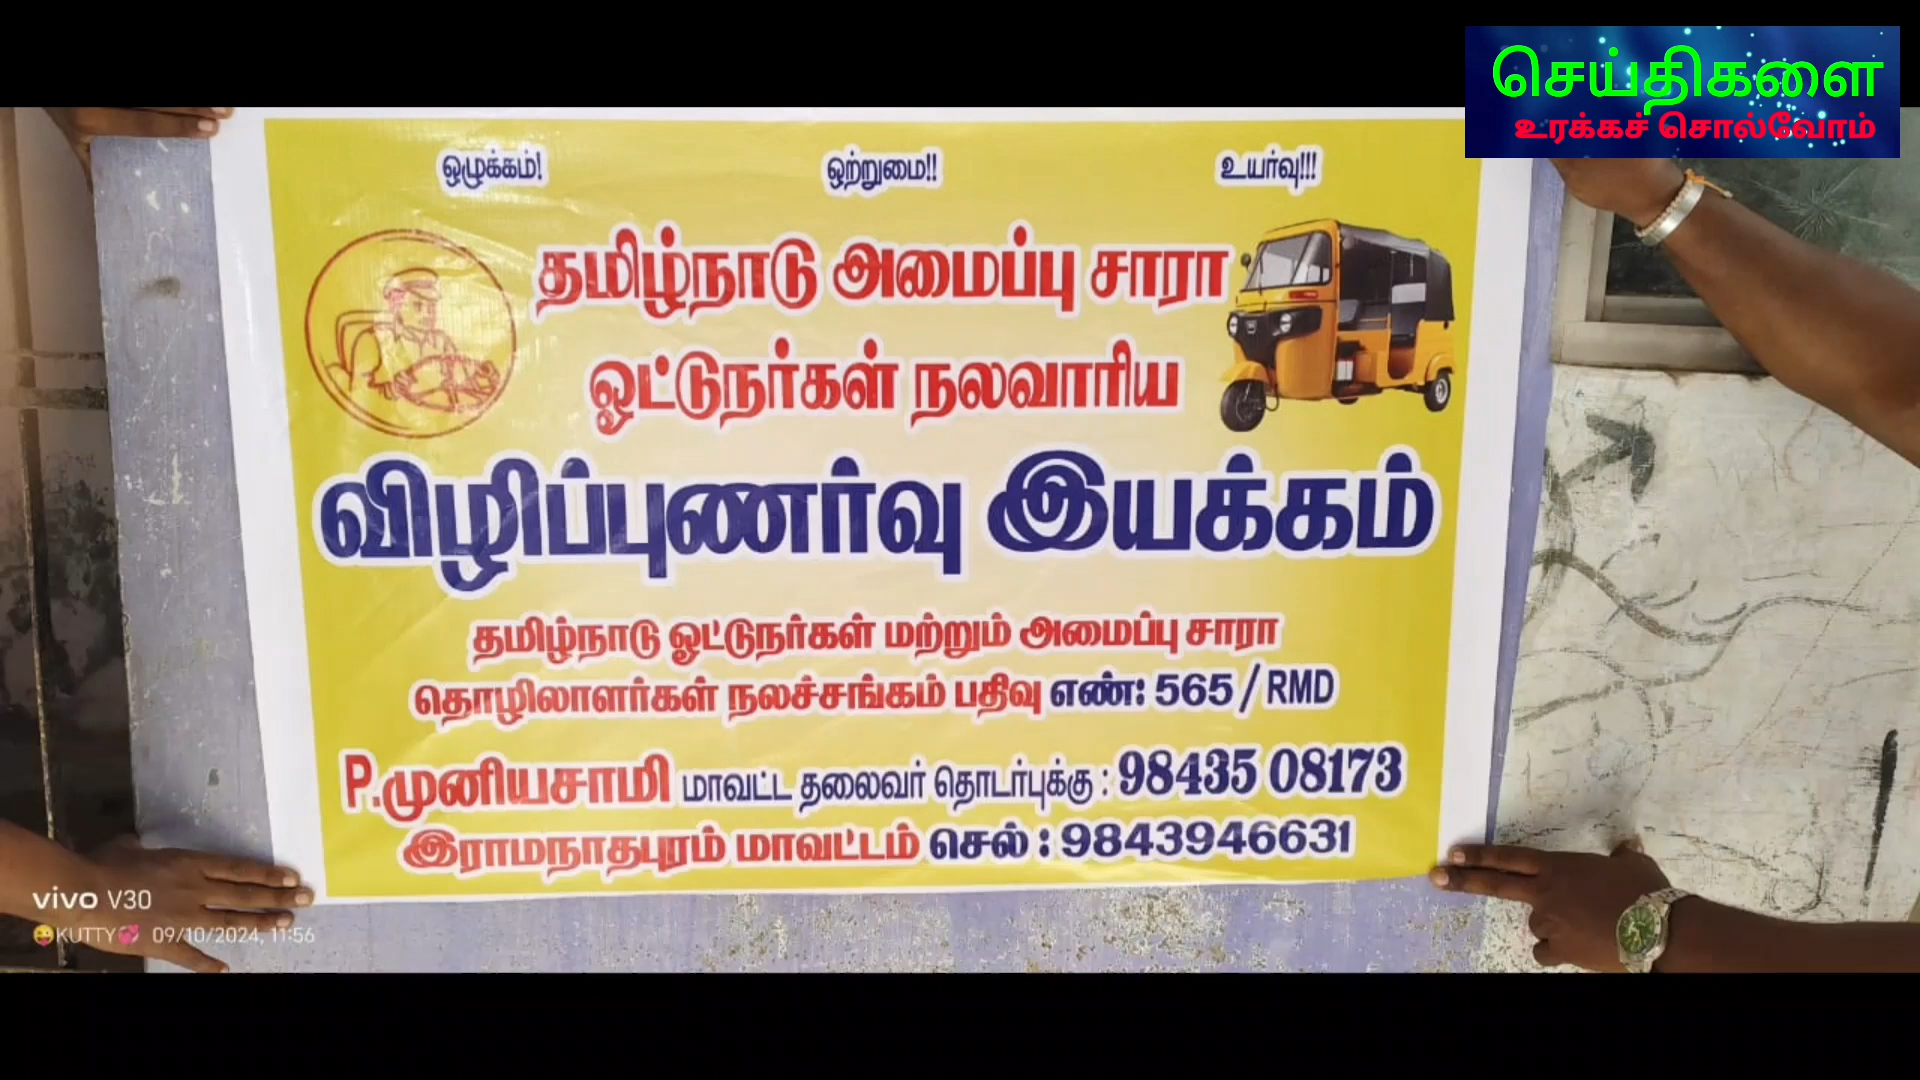 செய்திகளை
உரக்கச் சொல்வோம்
ஒழுக்கம்! ஒற்றுமை!! உயர்வு!!!
தமிழ்நாடு அமைப்பு சாரா
ஓட்டுநர்கள் நலவாரிய
விழிப்புணர்வு இயக்கம்
தமிழ்நாடு ஓட்டுநர்கள் மற்றும் அமைப்பு சாரா
தொழிலாளர்கள் நலச்சங்கம் பதிவு எண்: 565 / RMD
P.முனியசாமி மாவட்ட தலைவர் தொடர்புக்கு : 98435 08173
இராமநாதபுரம் மாவட்டம் செல் : 9843946631
vivo V30
😜KUTTY💞 09/10/2024, 11:56